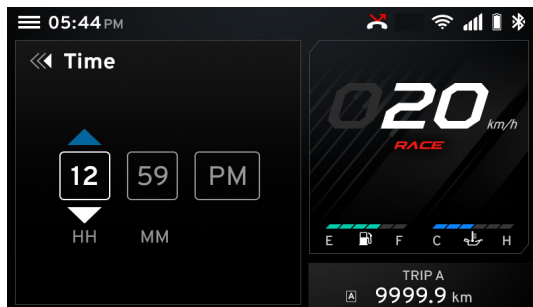 05:44 PM
Time
12 59 PM
HH MM
020 km/h
RACE
E F C H
TRIP A
A 9999.9 km